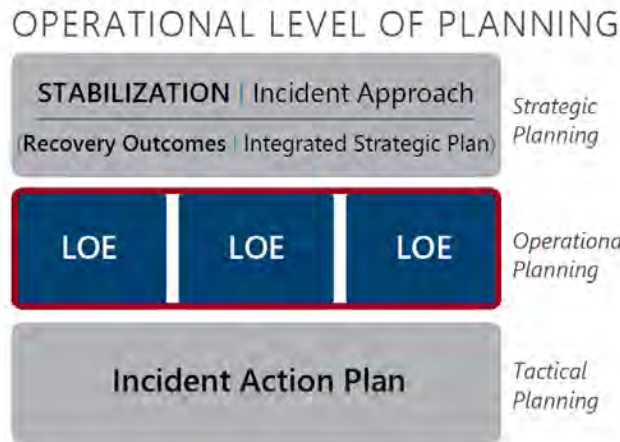 OPERATIONAL LEVEL OF PLANNING
STABILIZATION | Incident Approach
(Recovery Outcomes | Integrated Strategic Plan)
Strategic
Planning
LOE LOE LOE
Operationa
Planning
Incident Action Plan
Tactical
Planning